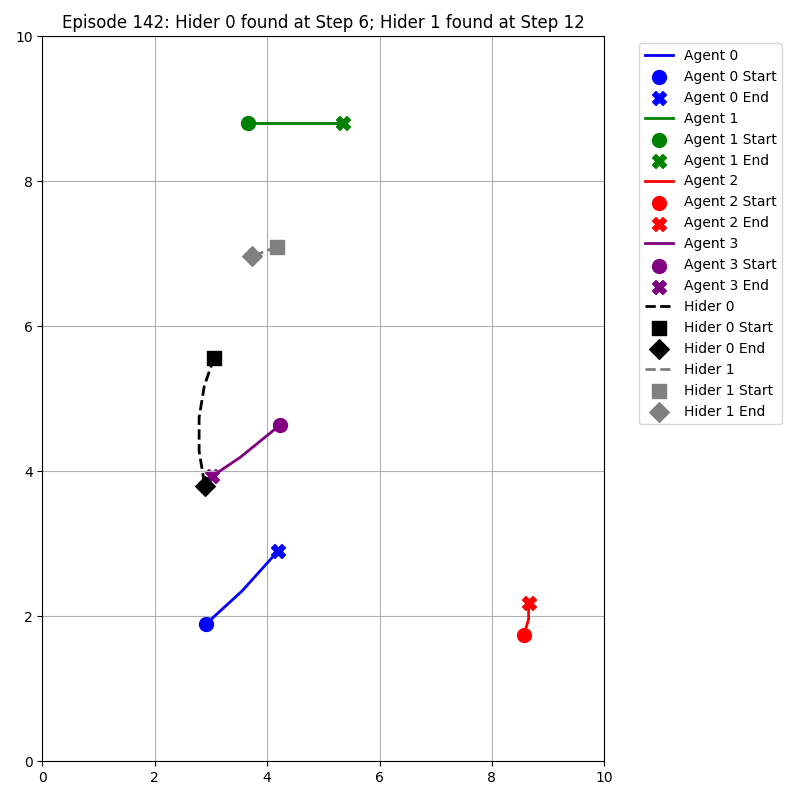 Episode 142: Hider 0 found at Step 6; Hider 1 found at Step 12
10
8
6
4
2
0
0 2 4 6 8 10
Agent 0
Agent 0 Start
Agent 0 End
Agent 1
Agent 1 Start
Agent 1 End
Agent 2
Agent 2 Start
Agent 2 End
Agent 3
Agent 3 Start
Agent 3 End
Hider 0
Hider 0 Start
Hider 0 End
Hider 1
Hider 1 Start
Hider 1 End